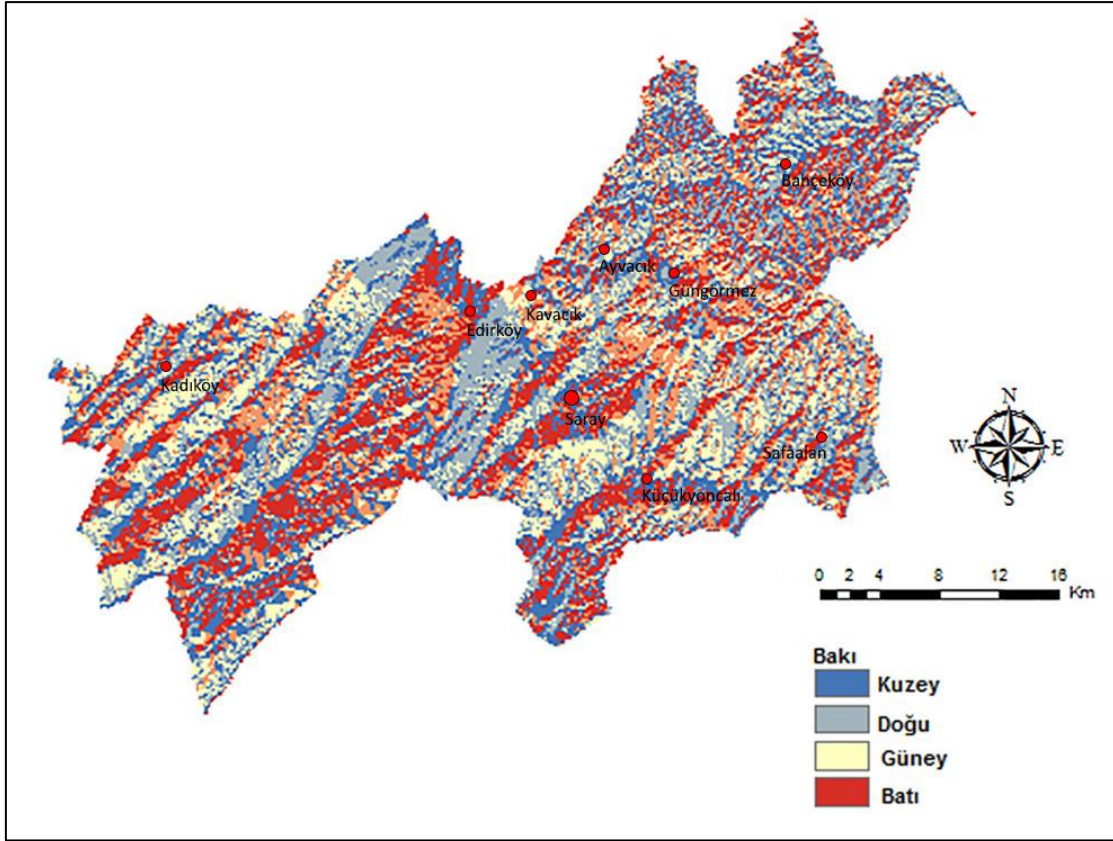 Bahçeköy
Ayvacık
Güngörmez
Kavacık
Edirköy
Kadıköy
Saray
Safaalan
Küçükyoncalı
N
W
E
S
0 2 4 8 12 16
Km
Bakı
Kuzey
Doğu
Güney
Batı